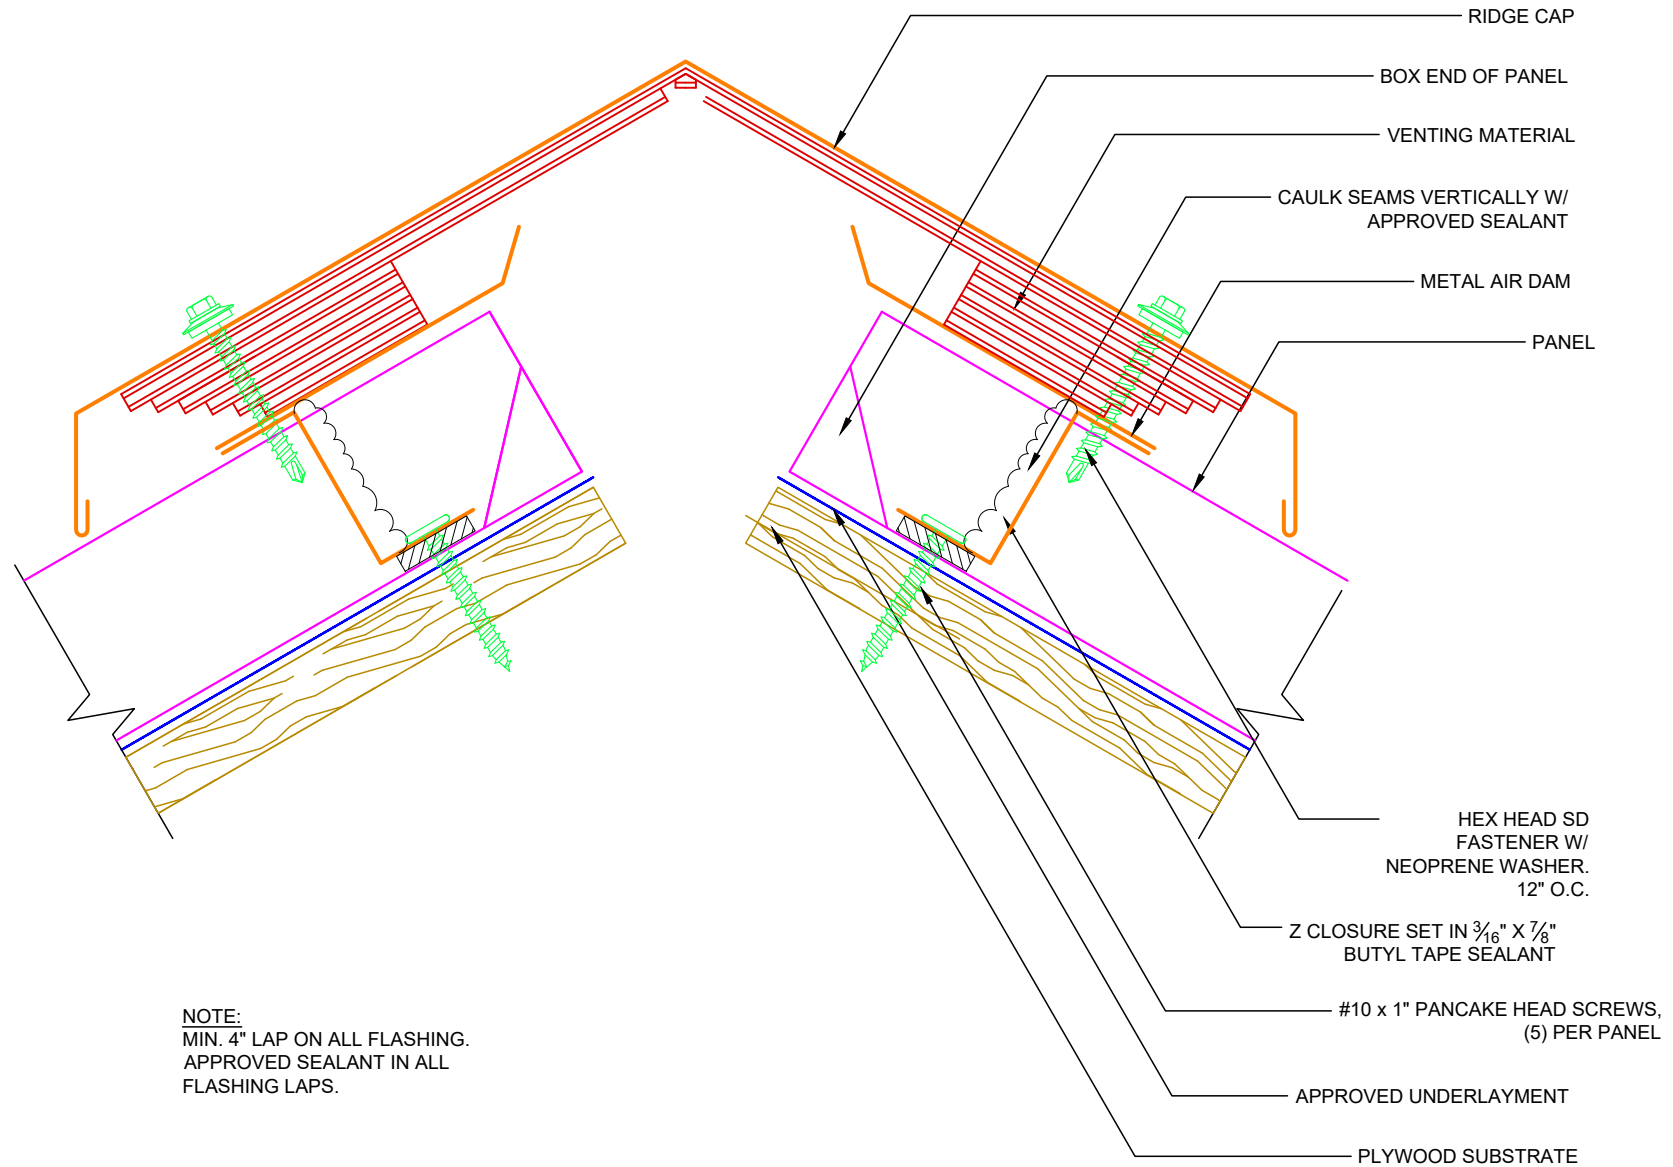 RIDGE CAP
BOX END OF PANEL
VENTING MATERIAL
CAULK SEAMS VERTICALLY W/
APPROVED SEALANT
METAL AIR DAM
PANEL
HEX HEAD SD
FASTENER W/
NEOPRENE WASHER.
12" O.C.
Z CLOSURE SET IN 3/16" X 7/8"
BUTYL TAPE SEALANT
#10 x 1" PANCAKE HEAD SCREWS,
(5) PER PANEL
APPROVED UNDERLAYMENT
PLYWOOD SUBSTRATE
NOTE:
MIN. 4" LAP ON ALL FLASHING.
APPROVED SEALANT IN ALL
FLASHING LAPS.